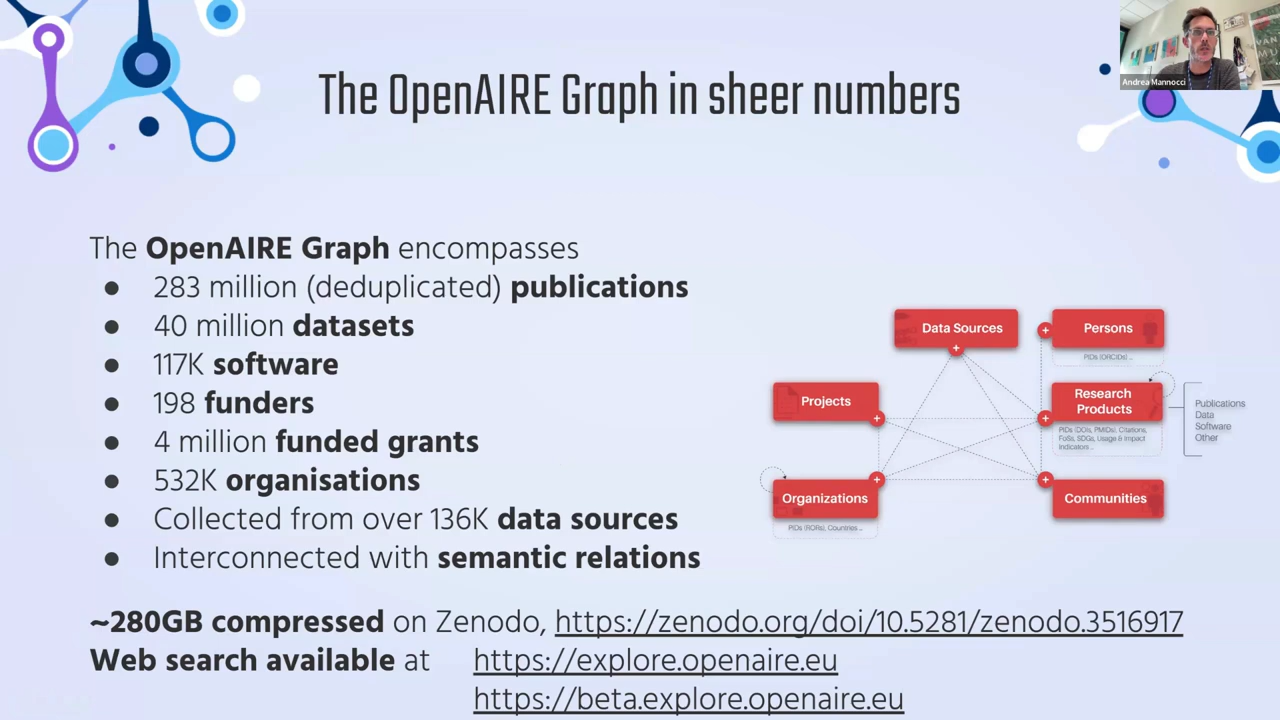 Andrea Mannocci
The OpenAIRE Graph in sheer numbers
The OpenAIRE Graph encompasses
● 283 million (deduplicated) publications
● 40 million datasets
● 117K software
● 198 funders
● 4 million funded grants
● 532K organisations
● Collected from over 136K data sources
● Interconnected with semantic relations
~280GB compressed on Zenodo, https://zenodo.org/doi/10.5281/zenodo.3516917
Web search available at https://explore.openaire.eu
https://beta.explore.openaire.eu
Data Sources
Persons
PIDs (ORCIDs) ...
Projects
Research
Products
PIDs (DOIs, PMIDs), Citations,
FoSs, SDGs, Usage & Impact
Indicators ...
Publications
Data
Software
Other
Organizations
PIDs (RORs), Countries ...
Communities